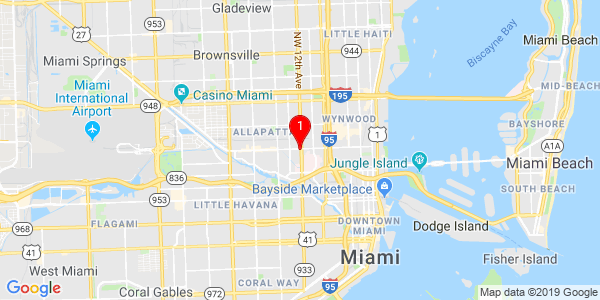 Gladeview
LITTLE HAITI
27
953
944
Miami Beach
Biscayne Bay
Miami Springs
Brownsville
NW 12th Ave
Miami
International
Airport
948
Casino Miami
195
MID-BEACH
WYNWOOD
BAYSHORE
ALLAPATTAH
1
95
1
A1A
Jungle Island
Miami Beach
836
953
Bayside Marketplace
SOUTH BEACH
LITTLE HAVANA
968
FLAGAMI
DOWNTOWN
MIAMI
Dodge Island
41
41
Miami
Fisher Island
West Miami
933
CORAL WAY
95
Google
Coral Gables
Map data ©2019 Google